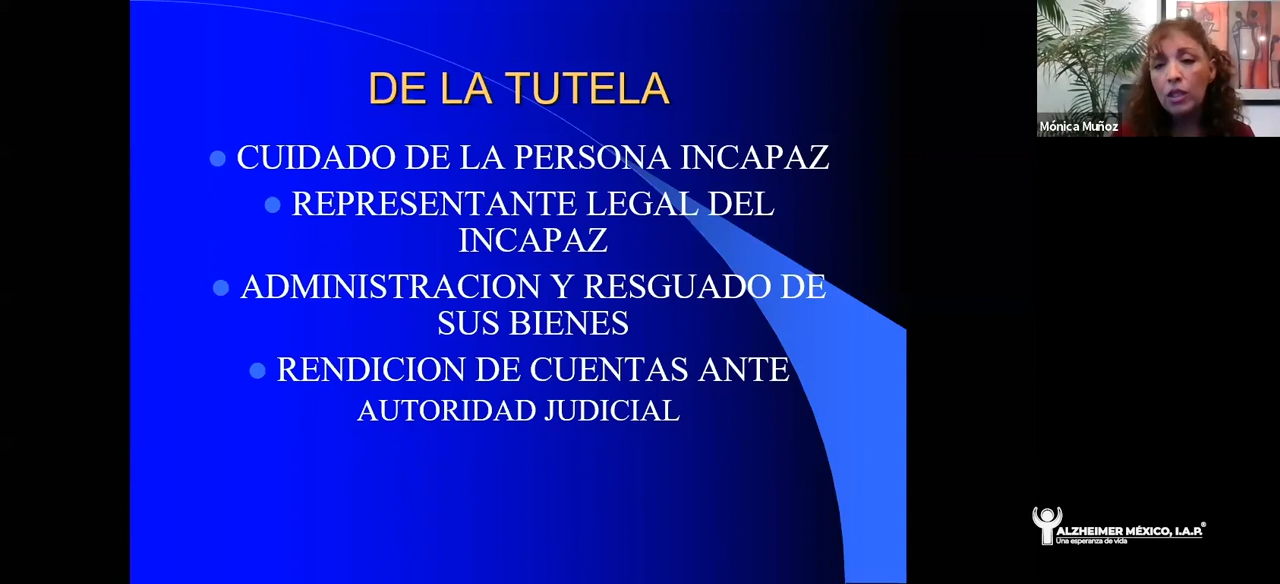 DE LA TUTELA
CUIDADO DE LA PERSONA INCAPAZ
REPRESENTANTE LEGAL DEL
INCAPAZ
ADMINISTRACION Y RESGUADO DE
SUS BIENES
RENDICION DE CUENTAS ANTE
AUTORIDAD JUDICIAL
Mónica Muñoz
ALZHEIMER MÉXICO, I.A.P.®
Una esperanza de vida